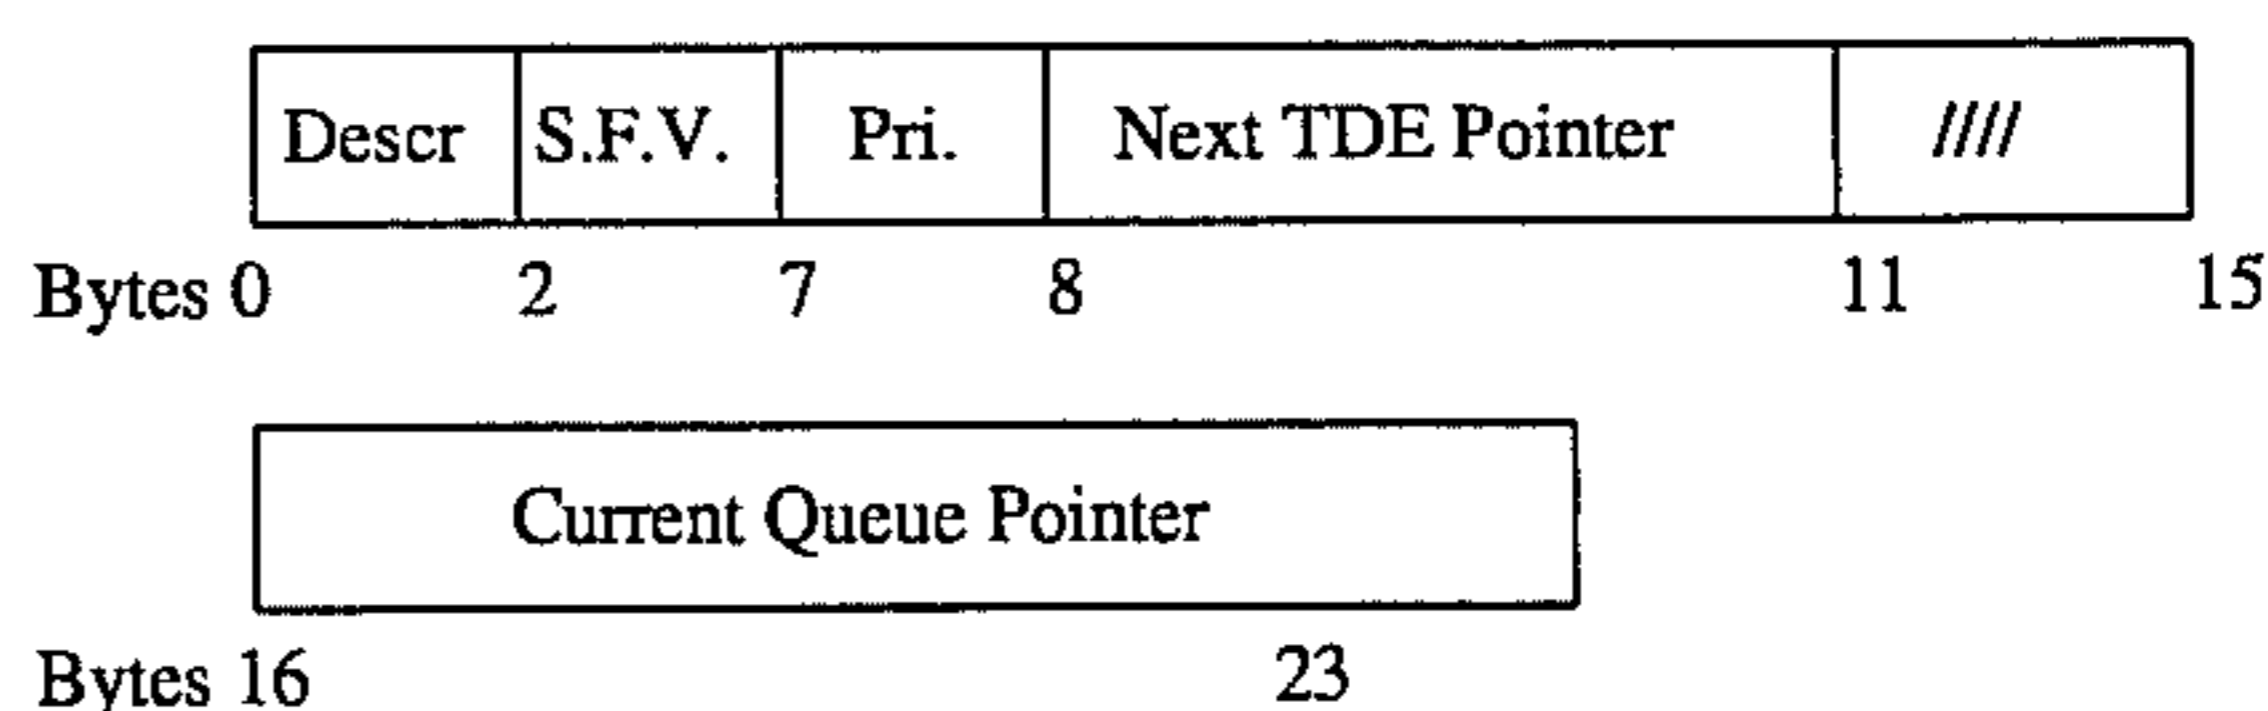 Descr S.F.V. Pri. Next TDE Pointer ////
Bytes 0 2 7 8 11 15
Current Queue Pointer
Bytes 16 23